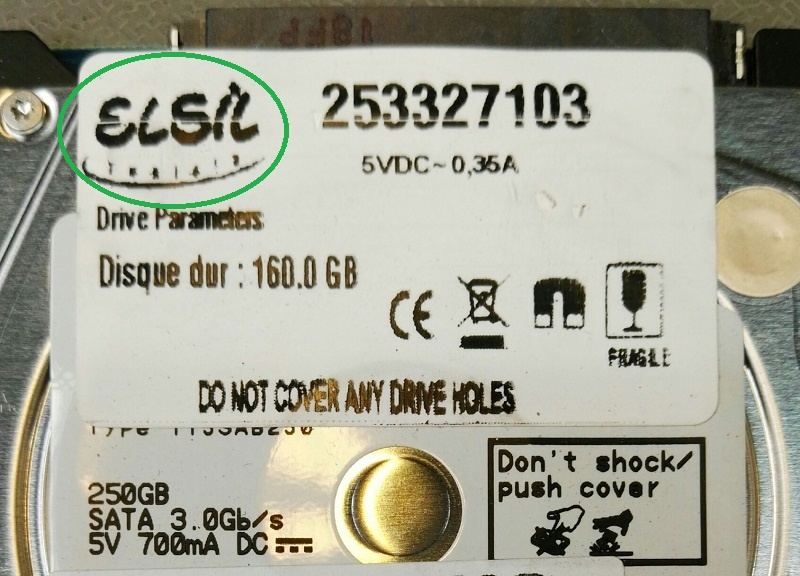 ELSIL
253327103
5VDC~0,35A
Drive Parameters
Disque dur : 160.0 GB
CE
FRAGILE
DO NOT COVER ANY DRIVE HOLES
250GB
SATA 3.0Gb/s
5V 700mA DC
Don't shock/
push cover